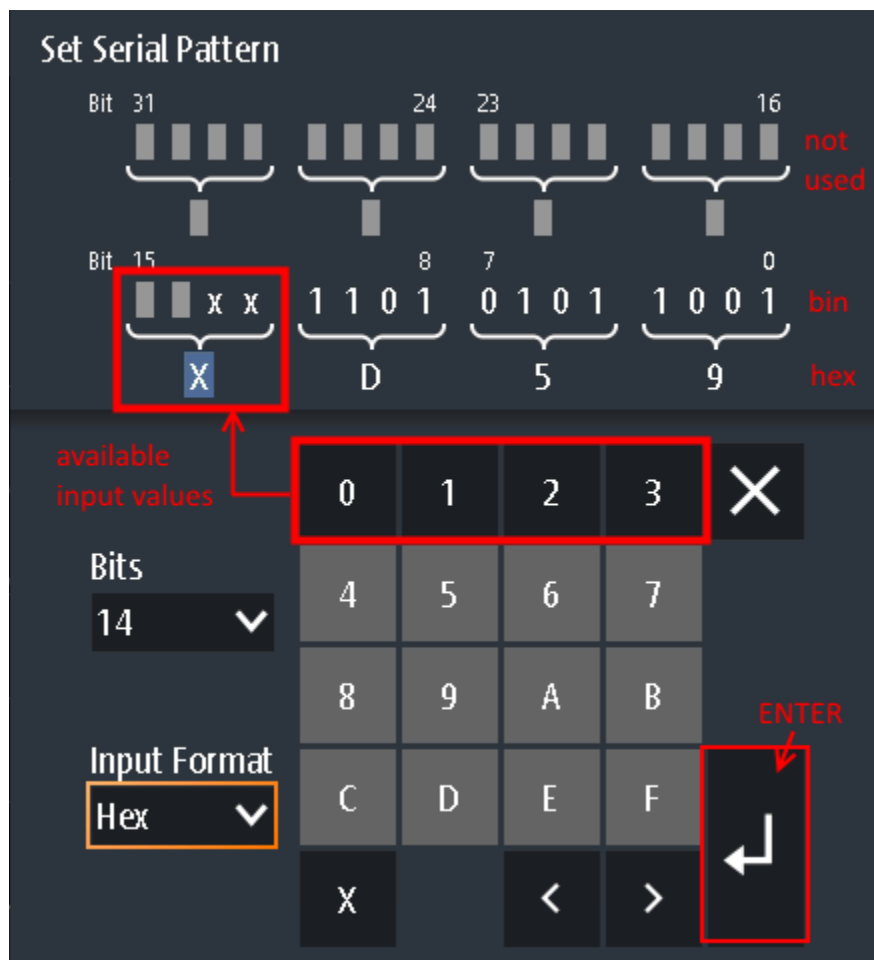 Set Serial Pattern
Bit 31 24 23 16
not
used
Bit 15 8 7 0
x x 1 1 0 1 0 1 0 1 1 0 0 1 bin
X D 5 9 hex
available
input values
0 1 2 3
Bits
14
4 5 6 7
8 9 A B
ENTER
Input Format
Hex
C D E F
X < >